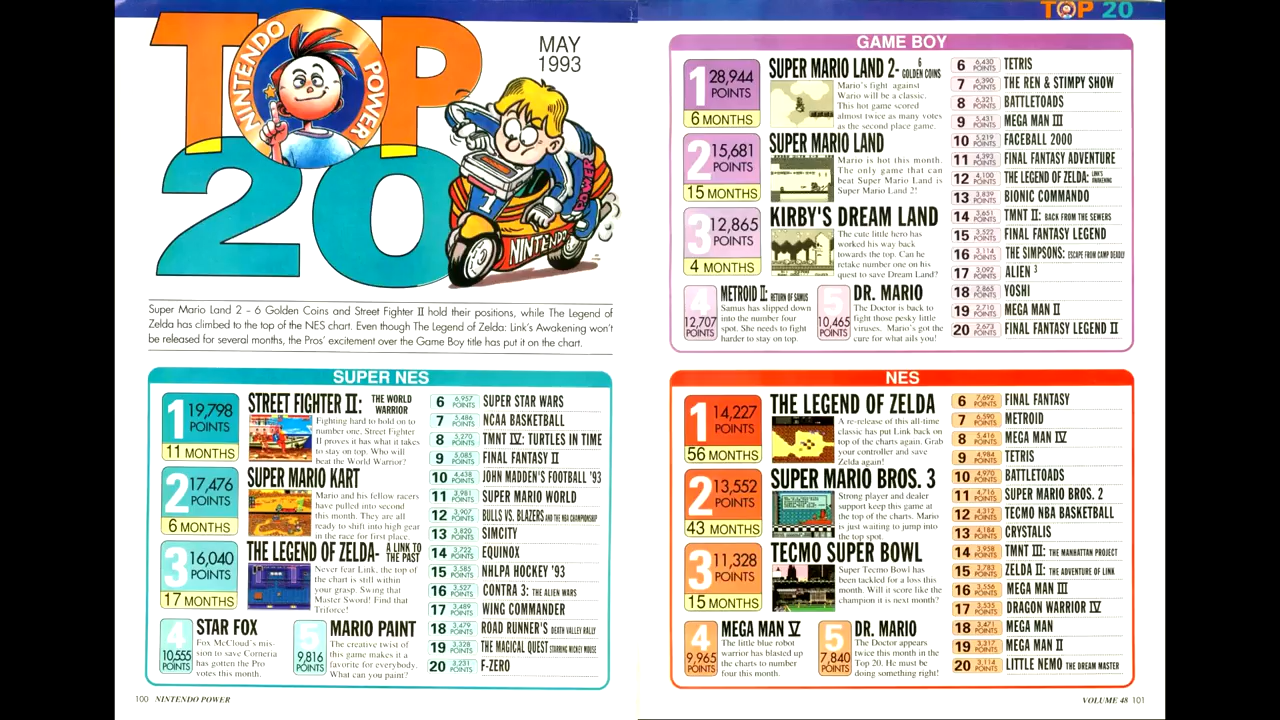 TOP 20
NINTENDO POWER
MAY
1993
NINTENDO
POWER
1
Super Mario Land 2 - 6 Golden Coins and Street Fighter II hold their positions, while The Legend of
Zelda has climbed to the top of the NES chart. Even though The Legend of Zelda: Link's Awakening won't
be released for several months, the Pros' excitement over the Game Boy title has put it on the chart.
SUPER NES
1 19,798 POINTS
11 MONTHS
STREET FIGHTER II: THE WORLD WARRIOR
Fighting hard to hold on to
number one, Street Fighter
II proves it has what it takes
to stay on top. Who will
beat the World Warrior?
2 17,476 POINTS
6 MONTHS
SUPER MARIO KART
Mario and his fellow racers
have pulled into second
this month. They are all
ready to shift into high gear
in the race for first place.
3 16,040 POINTS
17 MONTHS
THE LEGEND OF ZELDA- A LINK TO THE PAST
Never fear Link, the top of
the chart is still within
your grasp. Swing that
Master Sword! Find that
Triforce!
4 10,555 POINTS
STAR FOX
Fox McCloud's mis-
sion to save Corneria
has gotten the Pro
votes this month.
5 9,816 POINTS
MARIO PAINT
The creative twist of
this game makes it a
favorite for everybody.
What can you paint?
6 6,957 POINTS SUPER STAR WARS
7 5,486 POINTS NCAA BASKETBALL
8 5,270 POINTS TMNT IV: TURTLES IN TIME
9 5,085 POINTS FINAL FANTASY II
10 4,438 POINTS JOHN MADDEN'S FOOTBALL '93
11 3,981 POINTS SUPER MARIO WORLD
12 3,907 POINTS BULLS VS. BLAZERS AND THE NBA CHAMPIONSHIP
13 3,820 POINTS SIMCITY
14 3,722 POINTS EQUINOX
15 3,585 POINTS NHLPA HOCKEY '93
16 3,527 POINTS CONTRA 3: THE ALIEN WARS
17 3,489 POINTS WING COMMANDER
18 3,479 POINTS ROAD RUNNER'S DEATH VALLEY RALLY
19 3,328 POINTS THE MAGICAL QUEST STARRING MICKEY MOUSE
20 3,231 POINTS F-ZERO
100 NINTENDO POWER
TOP 20
GAME BOY
1 28,944 POINTS
6 MONTHS
SUPER MARIO LAND 2- 6 GOLDEN COINS
Mario's fight against
Wario will be a classic.
This hot game scored
almost twice as many votes
as the second place game.
2 15,681 POINTS
15 MONTHS
SUPER MARIO LAND
Mario is hot this month.
The only game that can
beat Super Mario Land is
Super Mario Land 2!
3 12,865 POINTS
4 MONTHS
KIRBY'S DREAM LAND
The cute little hero has
worked his way back
towards the top. Can he
retake number one on his
quest to save Dream Land?
4 12,707 POINTS
METROID II: RETURN OF SAMUS
Samus has slipped down
into the number four
spot. She needs to fight
harder to stay on top.
5 10,465 POINTS
DR. MARIO
The Doctor is back to
fight those pesky little
viruses. Mario's got the
cure for what ails you!
6 6,430 POINTS TETRIS
7 6,390 POINTS THE REN & STIMPY SHOW
8 6,321 POINTS BATTLETOADS
9 5,431 POINTS MEGA MAN III
10 5,219 POINTS FACEBALL 2000
11 4,393 POINTS FINAL FANTASY ADVENTURE
12 4,100 POINTS THE LEGEND OF ZELDA: LINK'S AWAKENING
13 3,839 POINTS BIONIC COMMANDO
14 3,651 POINTS TMNT II: BACK FROM THE SEWERS
15 3,522 POINTS FINAL FANTASY LEGEND
16 3,114 POINTS THE SIMPSONS: ESCAPE FROM CAMP DEADLY
17 3,092 POINTS ALIEN 3
18 2,865 POINTS YOSHI
19 2,710 POINTS MEGA MAN II
20 2,673 POINTS FINAL FANTASY LEGEND II
NES
1 14,227 POINTS
56 MONTHS
THE LEGEND OF ZELDA
A re-release of this all-time
classic has put Link back on
top of the charts again. Grab
your controller and save
Zelda again!
2 13,552 POINTS
43 MONTHS
SUPER MARIO BROS. 3
Strong player and dealer
support keep this game at
the top of the charts. Mario
is just waiting to jump into
the top spot.
3 11,328 POINTS
15 MONTHS
TECMO SUPER BOWL
Super Tecmo Bowl has
been tackled for a loss this
month. Will it score like the
champion it is next month?
4 9,965 POINTS
MEGA MAN V
The little blue robot
warrior has blasted up
the charts to number
four this month.
5 7,840 POINTS
DR. MARIO
The Doctor appears
twice this month in the
Top 20. He must be
doing something right!
6 7,692 POINTS FINAL FANTASY
7 6,590 POINTS METROID
8 5,416 POINTS MEGA MAN IV
9 4,984 POINTS TETRIS
10 4,970 POINTS BATTLETOADS
11 4,716 POINTS SUPER MARIO BROS. 2
12 4,312 POINTS TECMO NBA BASKETBALL
13 4,184 POINTS CRYSTALIS
14 3,958 POINTS TMNT III: THE MANHATTAN PROJECT
15 3,783 POINTS ZELDA II: THE ADVENTURE OF LINK
16 3,556 POINTS MEGA MAN III
17 3,535 POINTS DRAGON WARRIOR IV
18 3,471 POINTS MEGA MAN
19 3,317 POINTS MEGA MAN II
20 3,114 POINTS LITTLE NEMO THE DREAM MASTER
VOLUME 48 101